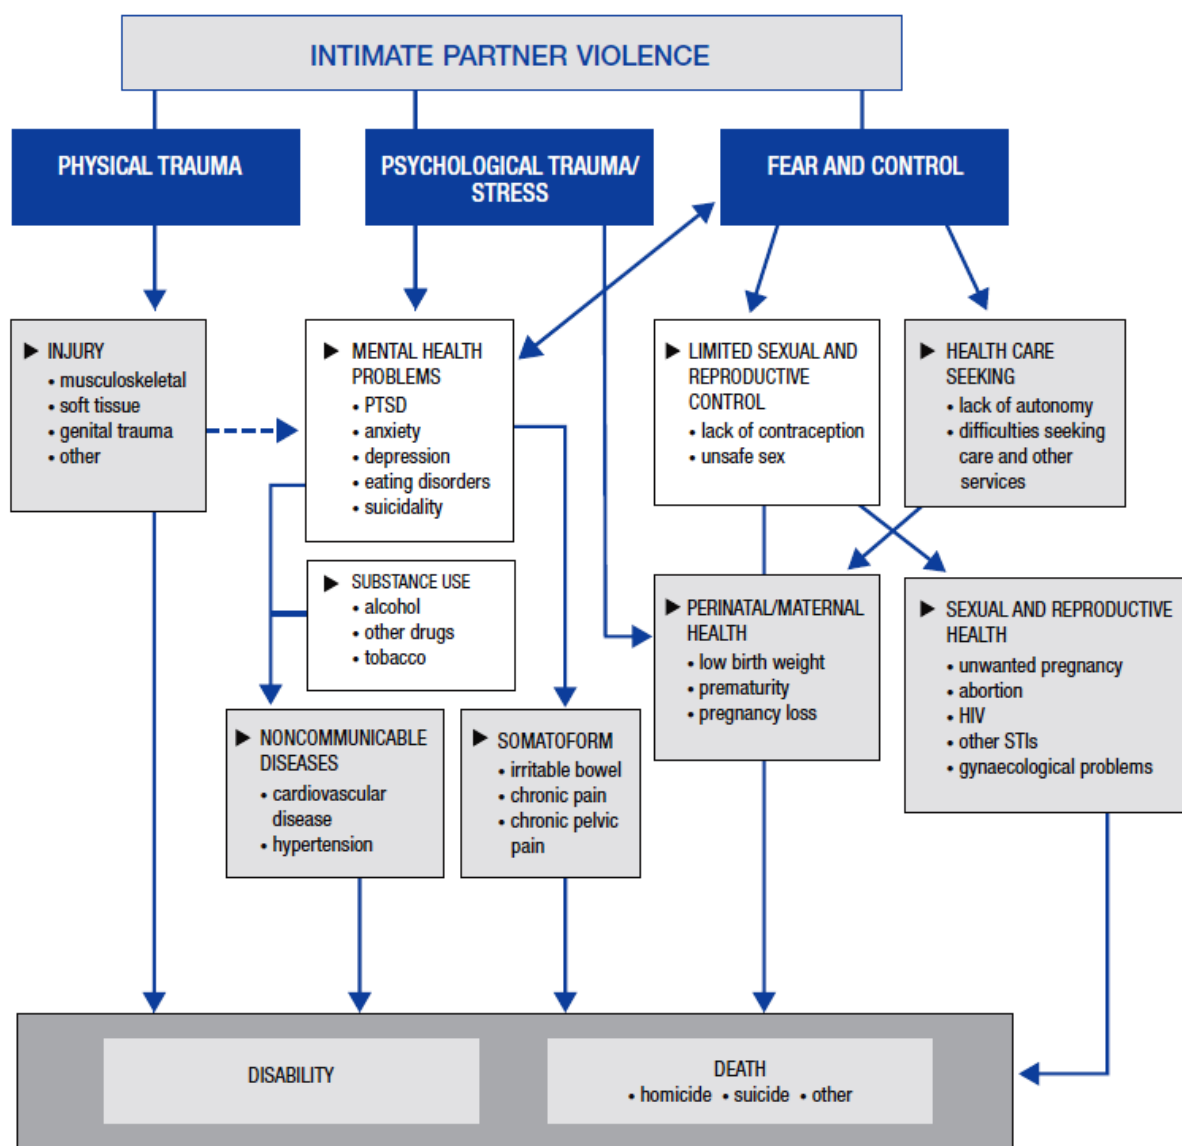 INTIMATE PARTNER VIOLENCE
PHYSICAL TRAUMA
PSYCHOLOGICAL TRAUMA/
STRESS
FEAR AND CONTROL
► INJURY
• musculoskeletal
• soft tissue
• genital trauma
• other
► MENTAL HEALTH
PROBLEMS
• PTSD
• anxiety
• depression
• eating disorders
• suicidality
► LIMITED SEXUAL AND
REPRODUCTIVE
CONTROL
• lack of contraception
• unsafe sex
► HEALTH CARE
SEEKING
• lack of autonomy
• difficulties seeking
care and other
services
► SUBSTANCE USE
• alcohol
• other drugs
• tobacco
► PERINATAL/MATERNAL
HEALTH
• low birth weight
• prematurity
• pregnancy loss
► SEXUAL AND REPRODUCTIVE
HEALTH
• unwanted pregnancy
• abortion
• HIV
• other STIs
• gynaecological problems
► NONCOMMUNICABLE
DISEASES
• cardiovascular
disease
• hypertension
► SOMATOFORM
• irritable bowel
• chronic pain
• chronic pelvic
pain
DISABILITY
DEATH
• homicide • suicide • other